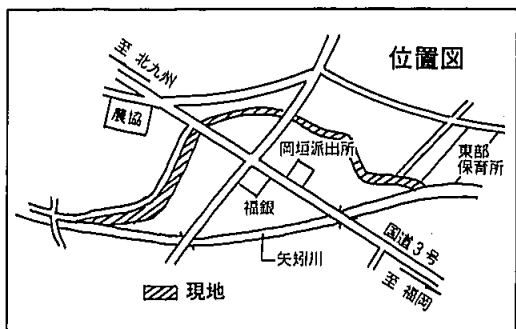 位置図
至 北九州
農協
岡垣派出所
東部
保育所
福銀
国道3号
矢矧川
至 福岡
現地